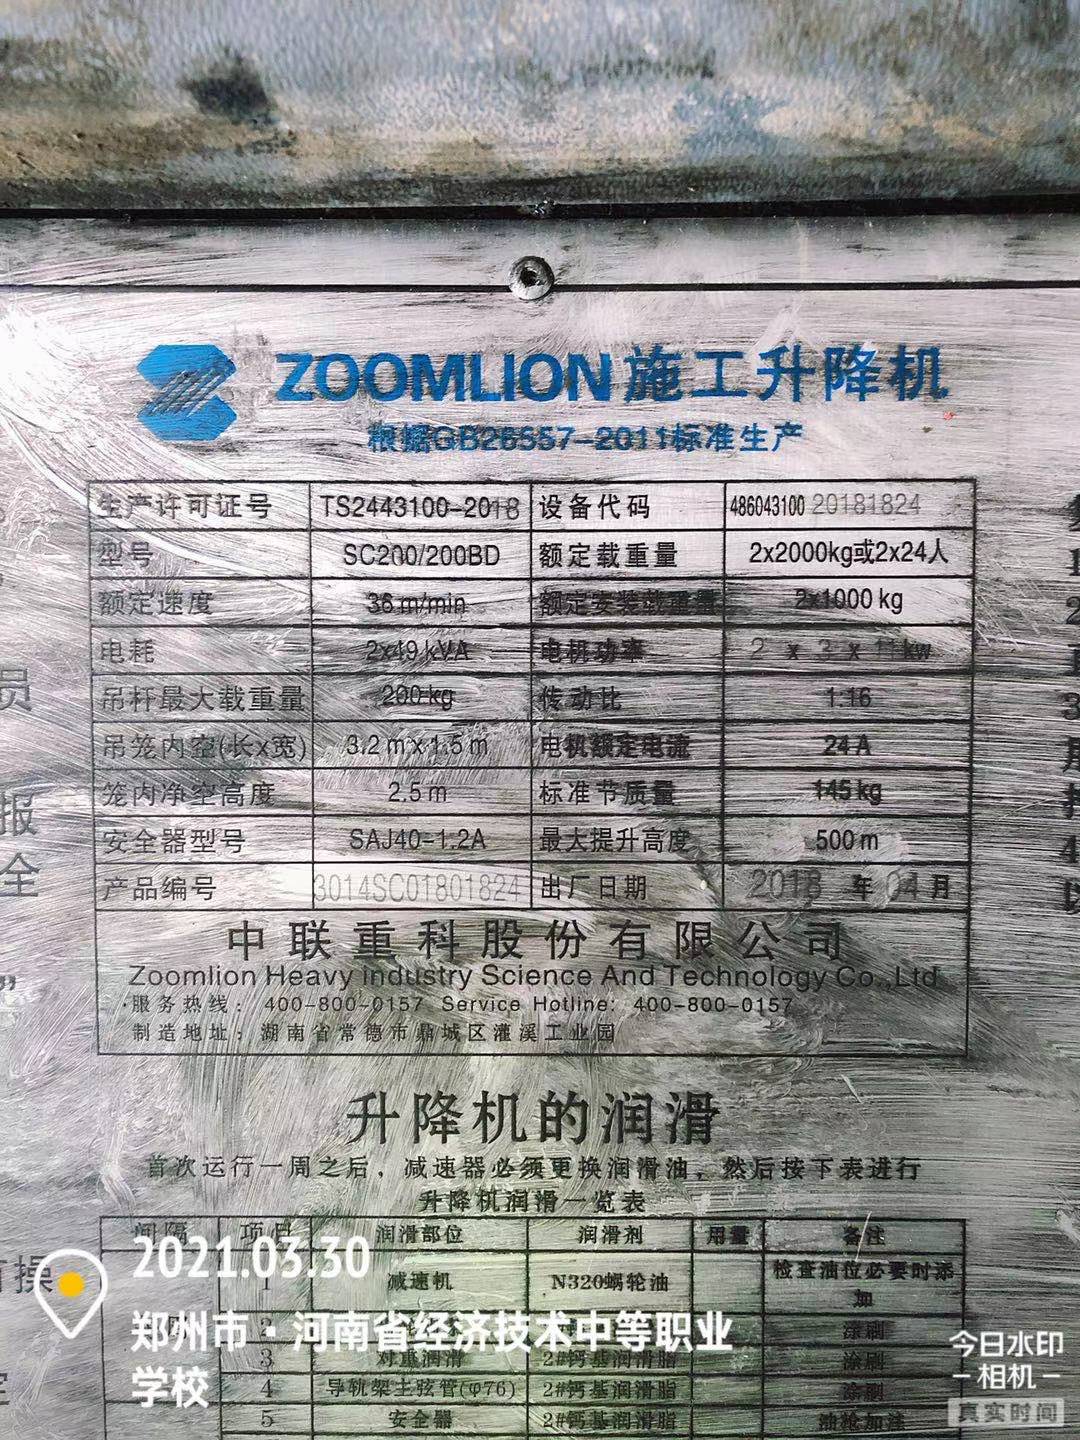 ZOOMLION 施工升降机
根据GB26557-2011标准生产
生产许可证号 TS2443100-2018 设备代码 486043100 20181824
型号 SC200/200BD 额定载重量 2x2000kg或2x24人
额定速度 36 m/min 额定安装载重量 2x1000 kg
电耗 2x49 kVA 电机功率 2 x 3 x 11 kw
吊杆最大载重量 200 kg 传动比 1:16
吊笼内空(长x宽) 3.2 m x 1.5 m 电机额定电流 24 A
笼内净空高度 2.5 m 标准节质量 145 kg
安全器型号 SAJ40-1.2A 最大提升高度 500 m
产品编号 3014SC01801824 出厂日期 2018 年 04 月
中联重科股份有限公司
Zoomlion Heavy industry Science And Technology Co.,Ltd
服务热线: 400-800-0157 Service Hotline: 400-800-0157
制造地址: 湖南省常德市鼎城区灌溪工业园
升降机的润滑
首次运行一周之后，减速器必须更换润滑油，然后按下表进行
升降机润滑一览表
间隔 项目 润滑部位 润滑剂 用量 备注
1 减速机 N320蜗轮油 检查油位必要时添加
2 涂刷
3 对重润滑 2#钙基润滑脂 涂刷
4 导轨架主弦管(φ76) 2#钙基润滑脂 涂刷
5 安全器 2#钙基润滑脂 油枪加注
员
报
全
操
2021.03.30
郑州市·河南省经济技术中等职业
学校
今日水印
相机
真实时间